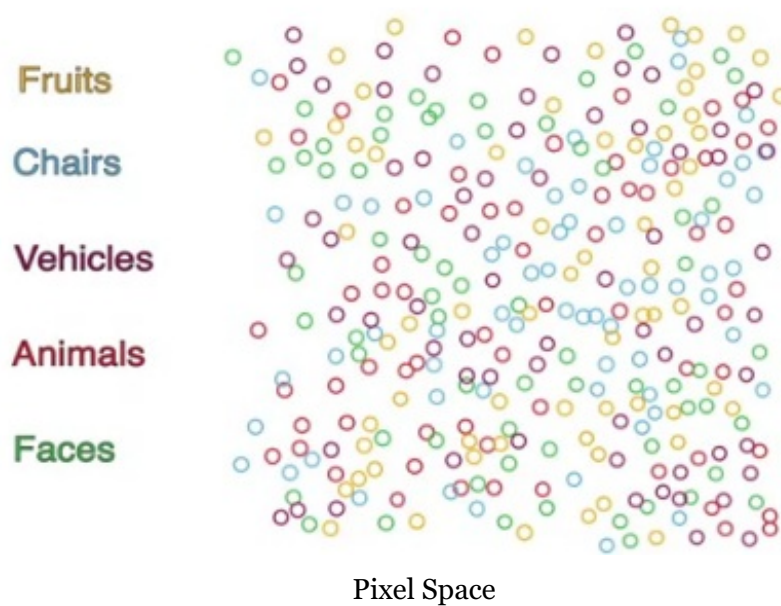 Fruits
Chairs
Vehicles
Animals
Faces
Pixel Space